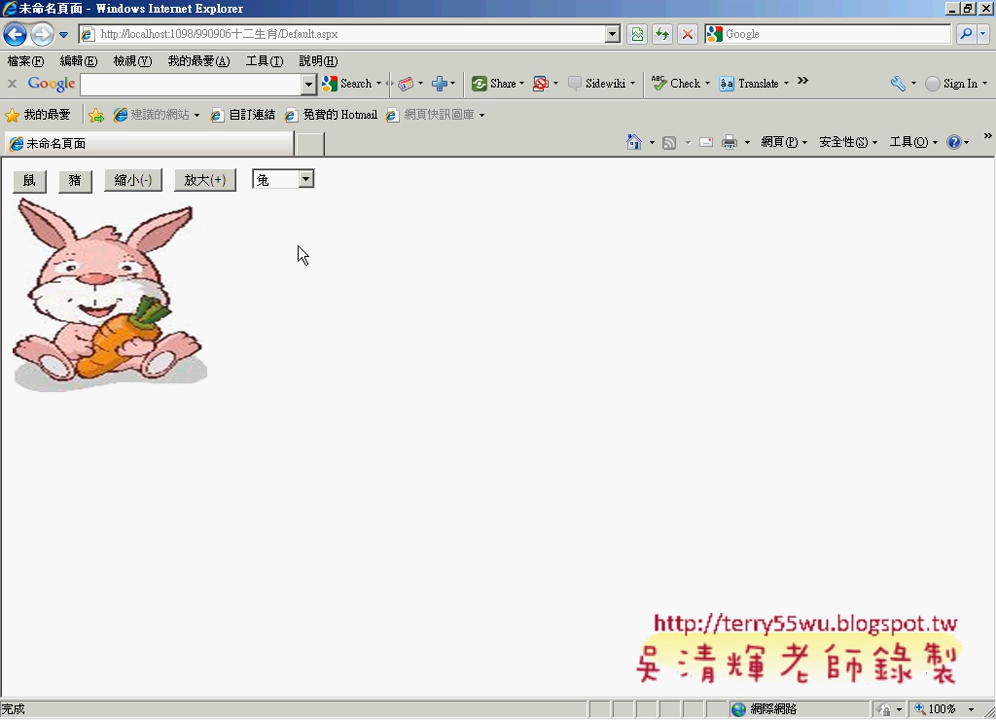 未命名頁面 - Windows Internet Explorer
http://localhost:1098/990906十二生肖/Default.aspx
Google
檔案(F) 編輯(E) 檢視(V) 我的最愛(A) 工具(T) 說明(H)
x Google Search Share Sidewiki ABC Check Translate » Sign In
我的最愛 建議的網站 自訂連結 免費的 Hotmail 網頁快訊圖庫
未命名頁面 網頁(P) 安全性(S) 工具(O) »
鼠 豬 縮小(-) 放大(+) 兔
http://terry55wu.blogspot.tw
吳清輝老師錄製
完成 網際網路 100%